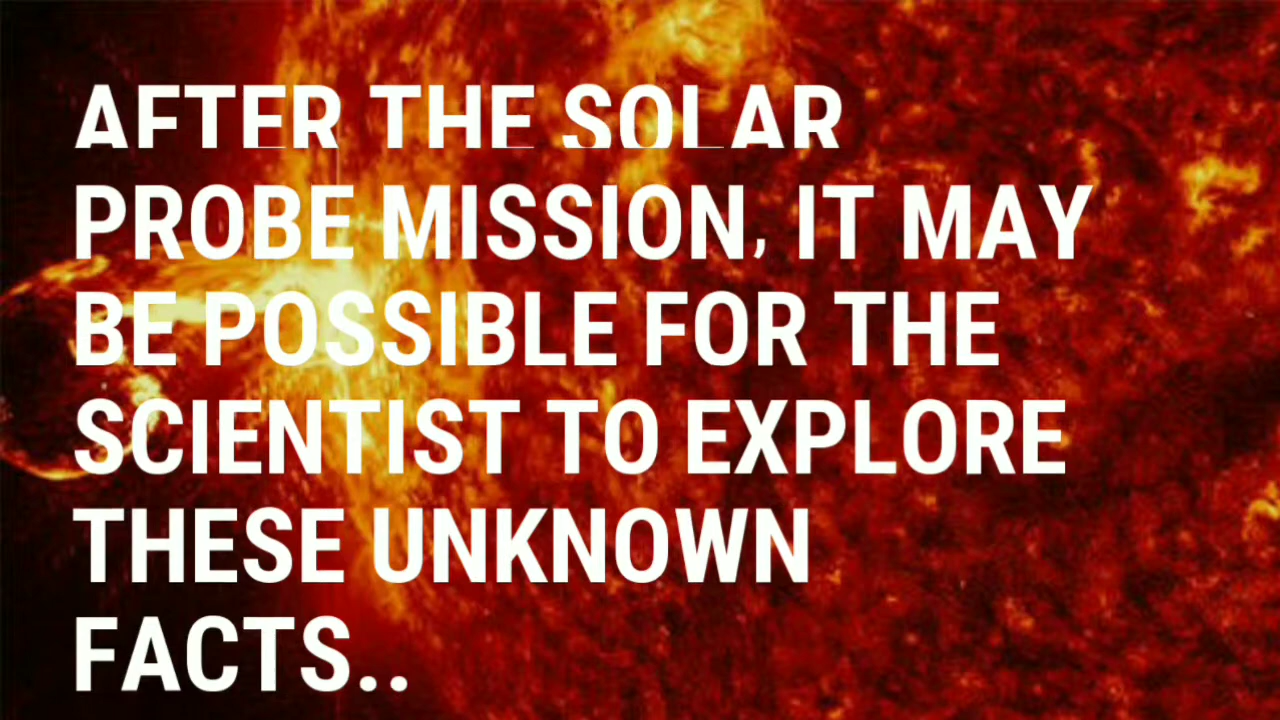 AFTER THE SOLAR
PROBE MISSION, IT MAY
BE POSSIBLE FOR THE
SCIENTIST TO EXPLORE
THESE UNKNOWN
FACTS..